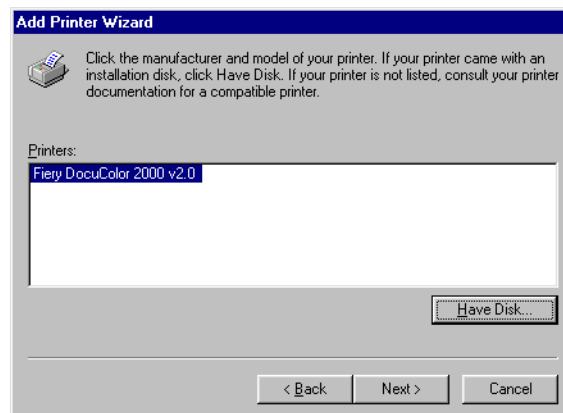 Add Printer Wizard
Click the manufacturer and model of your printer. If your printer came with an
installation disk, click Have Disk. If your printer is not listed, consult your printer
documentation for a compatible printer.
Printers:
Fiery DocuColor 2000 v2.0
Have Disk...
< Back
Next >
Cancel